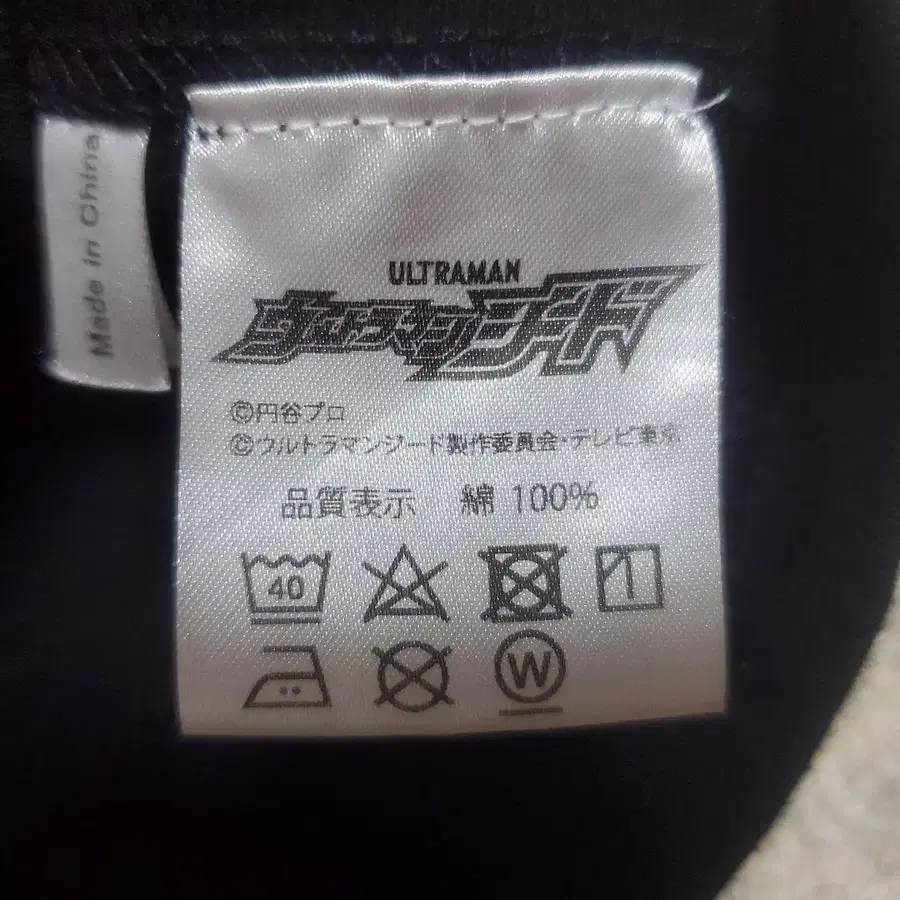 Made in China
ULTRAMAN
ウルトラマンジード
©円谷プロ
©ウルトラマンジード製作委員会・テレビ東京
品質表示 綿 100%
40
W